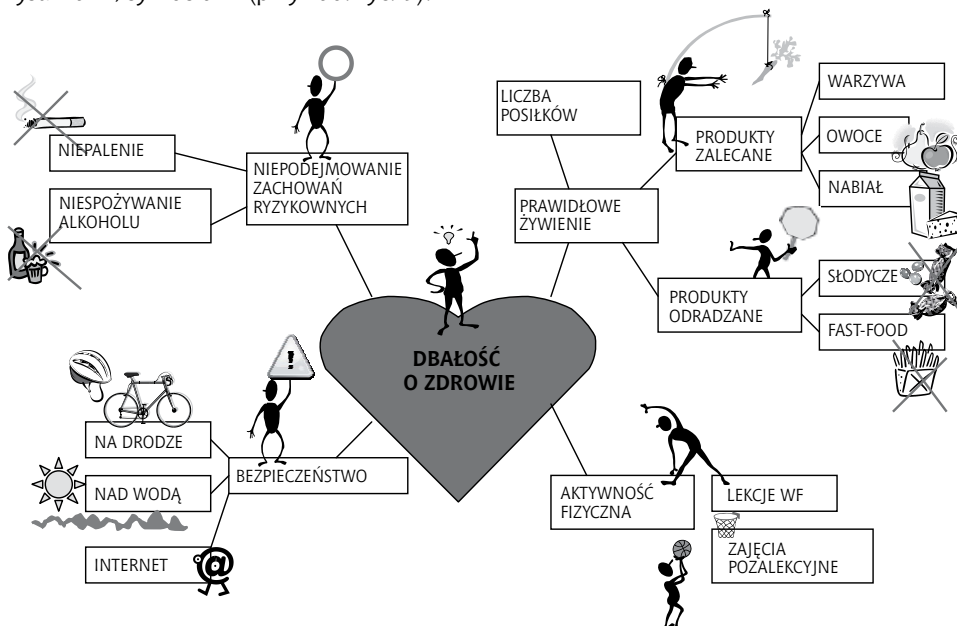 LICZBA
POSIŁKÓW
WARZYWA
PRODUKTY
ZALECANE
OWOCE
NABIAŁ
NIEPALENIE
NIEPODEJMOWANIE
ZACHOWAŃ
RYZYKOWNYCH
NIESPOŻYWANIE
ALKOHOLU
PRAWIDŁOWE
ŻYWIENIE
PRODUKTY
ODRADZANE
SŁODYCZE
FAST-FOOD
DBAŁOŚĆ
O ZDROWIE
NA DRODZE
BEZPIECZEŃSTWO
NAD WODĄ
INTERNET
@
AKTYWNOŚĆ
FIZYCZNA
LEKCJE WF
ZAJĘCIA
POZALEKCYJNE